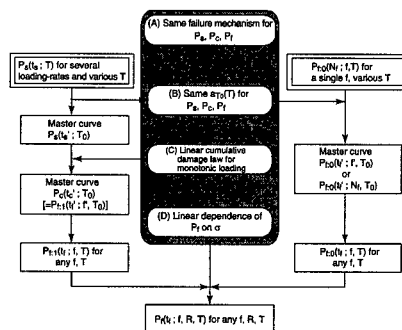 (A) Same failure mechanism for
Ps, Pc, Pf
Ps(ts ; T) for several
loading-rates and various T
Pf:0(Nf ; f,T) for
a single f, various T
(B) Same aT0(T) for
Ps, Pc, Pf
Master curve
Ps(ts' ; T0)
(C) Linear cumulative
damage law for
monotonic loading
Master curve
Pf:0(tf' ; f', T0)
or
Pf:0(tf' ; Nf, T0)
Master curve
Pc(tc' ; T0)
[=Pf:1(tf' ; f', T0)]
(D) Linear dependence of
Pf on σ
Pf:1(tf ; f, T) for
any f, T
Pf:0(tf ; f, T) for
any f, T
Pf(tf ; f, R, T) for any f, R, T